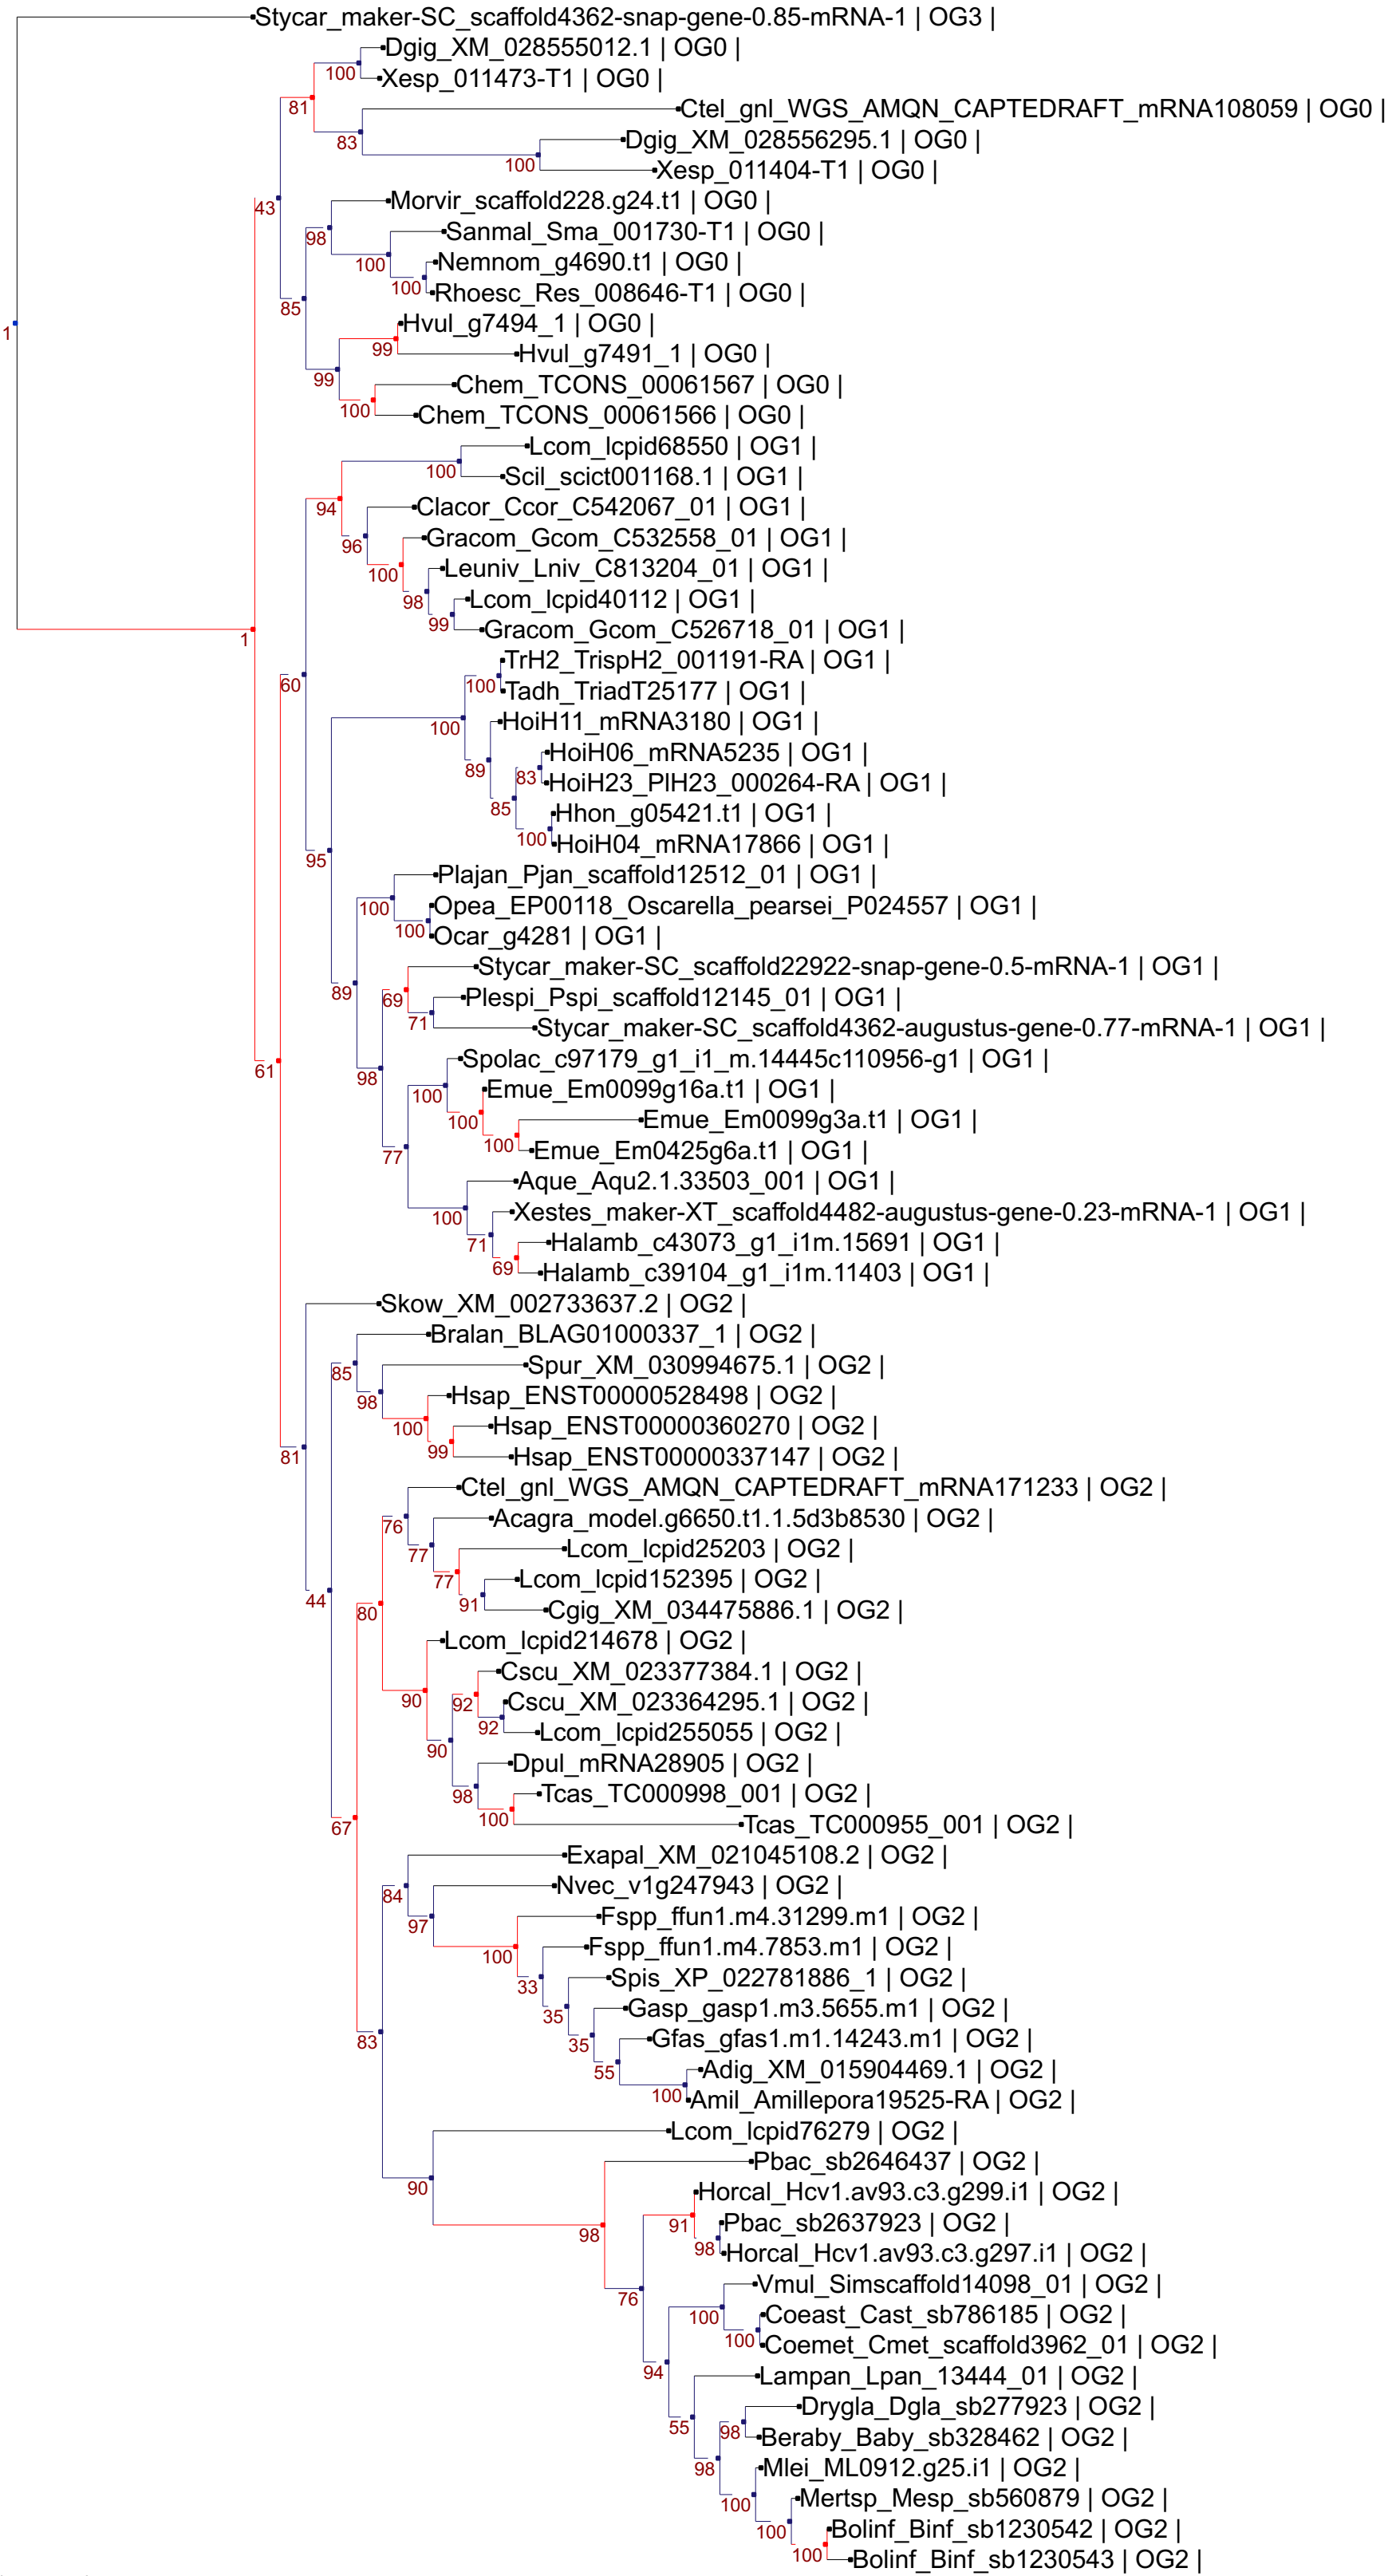 Stycar_maker-SC_scaffold4362-snap-gene-0.85-mRNA-1 | OG3 |
Dgig_XM_028555012.1 | OG0 |
100
Xesp_011473-T1 | OG0 |
81
Ctel_gnl_WGS_AMQN_CAPTEDRAFT_mRNA108059 | OG0 |
83
Dgig_XM_028556295.1 | OG0 |
100
Xesp_011404-T1 | OG0 |
43
Morvir_scaffold228.g24.t1 | OG0 |
98
Sanmal_Sma_001730-T1 | OG0 |
100
Nemnom_g4690.t1 | OG0 |
100
Rhoesc_Res_008646-T1 | OG0 |
85
Hvul_g7494_1 | OG0 |
1
99
Hvul_g7491_1 | OG0 |
99
Chem_TCONS_00061567 | OG0 |
100
Chem_TCONS_00061566 | OG0 |
Lcom_lcpid68550 | OG1 |
100
Scil_scict001168.1 | OG1 |
94
Clacor_Ccor_C542067_01 | OG1 |
96
Gracom_Gcom_C532558_01 | OG1 |
100
Leuniv_Lniv_C813204_01 | OG1 |
98
Lcom_lcpid40112 | OG1 |
99
Gracom_Gcom_C526718_01 | OG1 |
1
TrH2_TrispH2_001191-RA | OG1 |
60
100
Tadh_TriadT25177 | OG1 |
100
HoiH11_mRNA3180 | OG1 |
89
HoiH06_mRNA5235 | OG1 |
83
HoiH23_PlH23_000264-RA | OG1 |
85
Hhon_g05421.t1 | OG1 |
100
HoiH04_mRNA17866 | OG1 |
95
Plajan_Pjan_scaffold12512_01 | OG1 |
100
Opea_EP00118_Oscarella_pearsei_P024557 | OG1 |
100
Ocar_g4281 | OG1 |
Stycar_maker-SC_scaffold22922-snap-gene-0.5-mRNA-1 | OG1 |
89
69
Plespi_Pspi_scaffold12145_01 | OG1 |
71
Stycar_maker-SC_scaffold4362-augustus-gene-0.77-mRNA-1 | OG1 |
61
98
Spolac_c97179_g1_i1_m.14445c110956-g1 | OG1 |
100
Emue_Em0099g16a.t1 | OG1 |
100
Emue_Em0099g3a.t1 | OG1 |
100
Emue_Em0425g6a.t1 | OG1 |
77
Aque_Aqu2.1.33503_001 | OG1 |
100
Xestes_maker-XT_scaffold4482-augustus-gene-0.23-mRNA-1 | OG1 |
71
Halamb_c43073_g1_i1m.15691 | OG1 |
69
Halamb_c39104_g1_i1m.11403 | OG1 |
Skow_XM_002733637.2 | OG2 |
Bralan_BLAG01000337_1 | OG2 |
85
Spur_XM_030994675.1 | OG2 |
98
Hsap_ENST00000528498 | OG2 |
100
Hsap_ENST00000360270 | OG2 |
99
Hsap_ENST00000337147 | OG2 |
81
Ctel_gnl_WGS_AMQN_CAPTEDRAFT_mRNA171233 | OG2 |
76
Acagra_model.g6650.t1.1.5d3b8530 | OG2 |
77
Lcom_lcpid25203 | OG2 |
77
Lcom_lcpid152395 | OG2 |
91
Cgig_XM_034475886.1 | OG2 |
44
80
Lcom_lcpid214678 | OG2 |
Cscu_XM_023377384.1 | OG2 |
90
92
Cscu_XM_023364295.1 | OG2 |
92
Lcom_lcpid255055 | OG2 |
90
Dpul_mRNA28905 | OG2 |
98
Tcas_TC000998_001 | OG2 |
100
Tcas_TC000955_001 | OG2 |
67
Exapal_XM_021045108.2 | OG2 |
84
Nvec_v1g247943 | OG2 |
97
Fspp_ffun1.m4.31299.m1 | OG2 |
100
Fspp_ffun1.m4.7853.m1 | OG2 |
33
Spis_XP_022781886_1 | OG2 |
35
Gasp_gasp1.m3.5655.m1 | OG2 |
35
Gfas_gfas1.m1.14243.m1 | OG2 |
83
55
Adig_XM_015904469.1 | OG2 |
100
Amil_Amillepora19525-RA | OG2 |
Lcom_lcpid76279 | OG2 |
Pbac_sb2646437 | OG2 |
90
Horcal_Hcv1.av93.c3.g299.i1 | OG2 |
91
Pbac_sb2637923 | OG2 |
98
98
Horcal_Hcv1.av93.c3.g297.i1 | OG2 |
Vmul_Simscaffold14098_01 | OG2 |
76
100
Coeast_Cast_sb786185 | OG2 |
100
Coemet_Cmet_scaffold3962_01 | OG2 |
94
Lampan_Lpan_13444_01 | OG2 |
Drygla_Dgla_sb277923 | OG2 |
55
98
Beraby_Baby_sb328462 | OG2 |
98
Mlei_ML0912.g25.i1 | OG2 |
100
Mertsp_Mesp_sb560879 | OG2 |
100
Bolinf_Binf_sb1230542 | OG2 |
100
Bolinf_Binf_sb1230543 | OG2 |